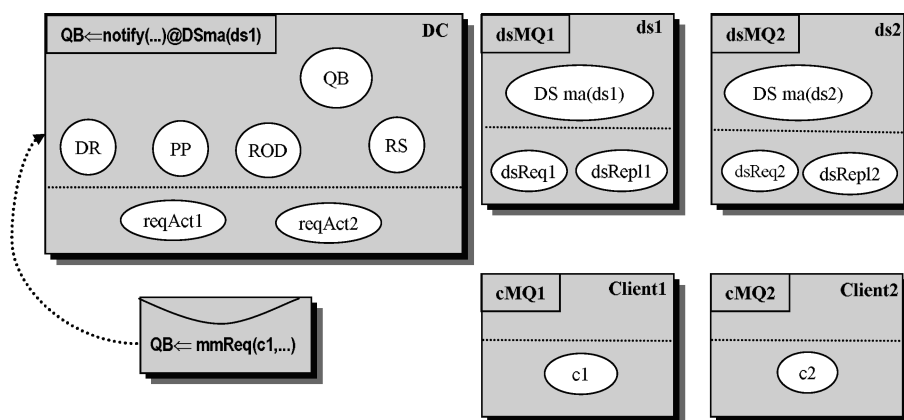 QB⇐notify(...)@DSma(ds1)
DC
QB
DR
PP
ROD
RS
reqAct1
reqAct2
QB⇐ mmReq(c1,...)
dsMQ1
ds1
DS ma(ds1)
dsReq1
dsRepl1
dsMQ2
ds2
DS ma(ds2)
dsReq2
dsRepl2
cMQ1
Client1
c1
cMQ2
Client2
c2